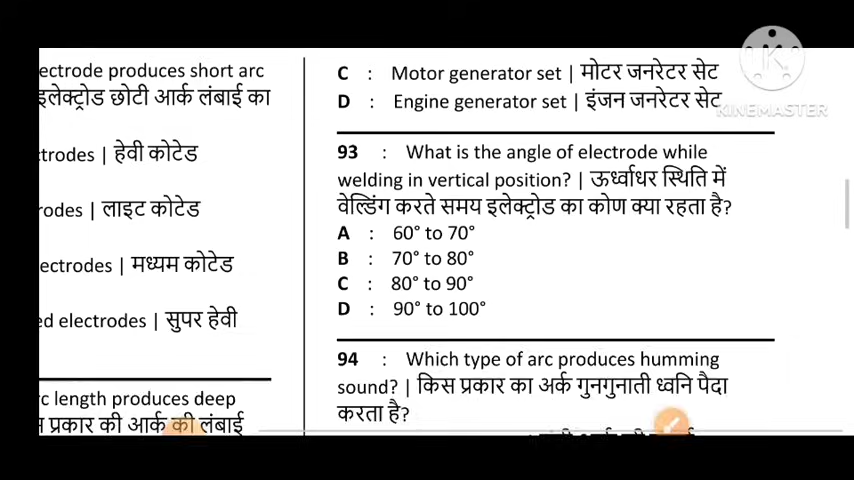 ectrode produces short arc
इलेक्ट्रोड छोटी आर्क लंबाई का
trodes | हेवी कोटेड
rodes | लाइट कोटेड
ectrodes | मध्यम कोटेड
ed electrodes | सुपर हेवी
rc length produces deep
प्रकार की आर्क की लंबाई
C : Motor generator set | मोटर जनरेटर सेट
D : Engine generator set | इंजन जनरेटर सेट
93 : What is the angle of electrode while
welding in vertical position? | ऊर्ध्वाधर स्थिति में
वेल्डिंग करते समय इलेक्ट्रोड का कोण क्या रहता है?
A : 60° to 70°
B : 70° to 80°
C : 80° to 90°
D : 90° to 100°
94 : Which type of arc produces humming
sound? | किस प्रकार का अर्क गुनगुनाती ध्वनि पैदा
करता है?
KINEMASTER